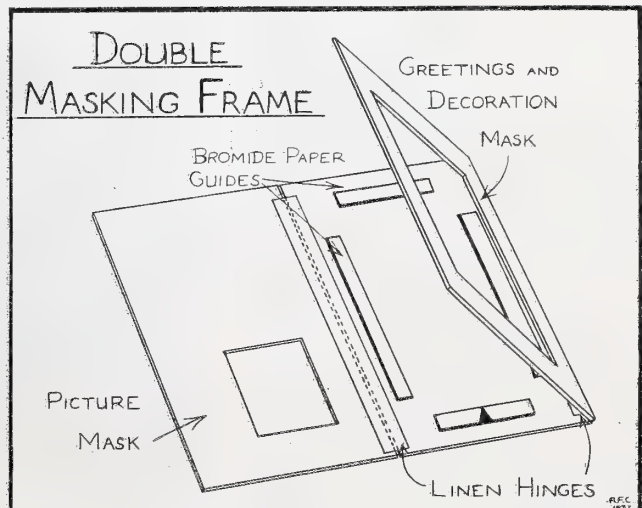 DOUBLE
MASKING FRAME
GREETINGS AND
DECORATION
MASK
BROMIDE PAPER
GUIDES
PICTURE
MASK
LINEN HINGES
R.F.C.